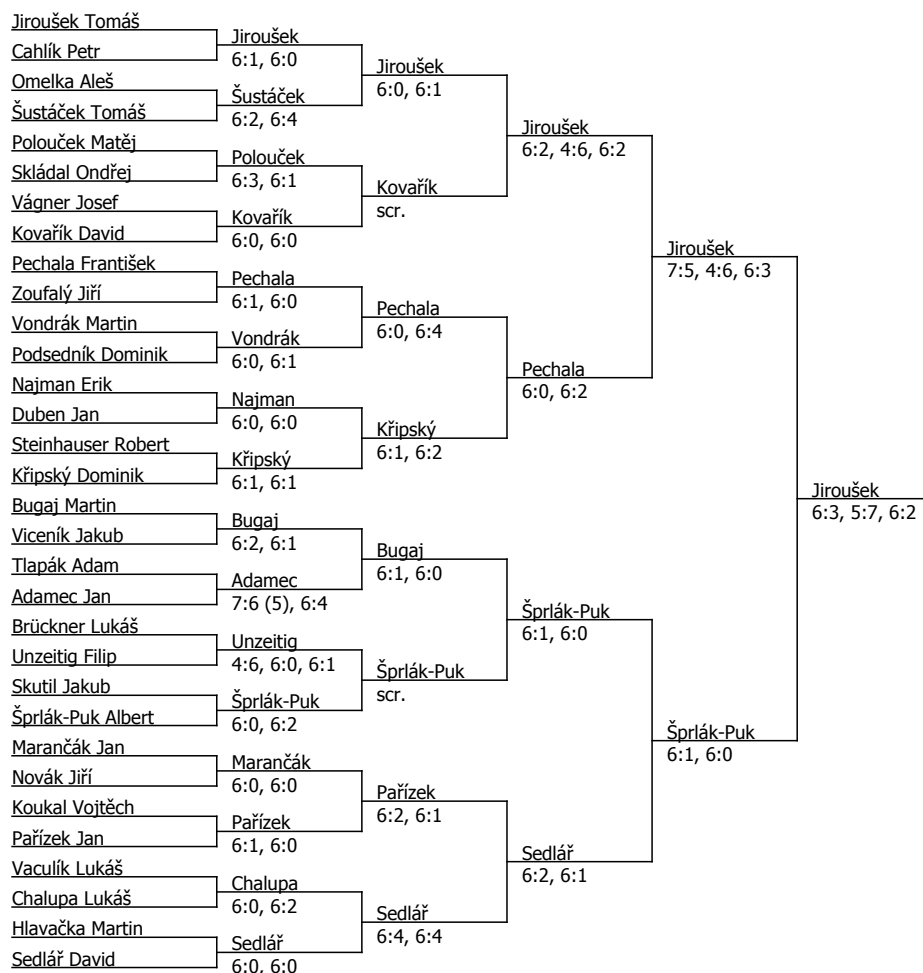 Jiroušek Tomáš
Cahlík Petr
Omelka Aleš
Šustáček Tomáš
Polouček Matěj
Skládal Ondřej
Vágner Josef
Kovařík David
Pechala František
Zoufalý Jiří
Vondrák Martin
Podsedník Dominik
Najman Erik
Duben Jan
Steinhauser Robert
Křipský Dominik
Bugaj Martin
Viceník Jakub
Tlapák Adam
Adamec Jan
Brückner Lukáš
Unzeitig Filip
Skutil Jakub
Šprlák-Puk Albert
Marančák Jan
Novák Jiří
Koukal Vojtěch
Pařízek Jan
Vaculík Lukáš
Chalupa Lukáš
Hlavačka Martin
Sedlář David
Jiroušek
6:1, 6:0
Šustáček
6:2, 6:4
Polouček
6:3, 6:1
Kovařík
6:0, 6:0
Pechala
6:1, 6:0
Vondrák
6:0, 6:1
Najman
6:0, 6:0
Křipský
6:1, 6:1
Bugaj
6:2, 6:1
Adamec
7:6 (5), 6:4
Unzeitig
4:6, 6:0, 6:1
Šprlák-Puk
6:0, 6:2
Marančák
6:0, 6:0
Pařízek
6:1, 6:0
Chalupa
6:0, 6:2
Sedlář
6:0, 6:0
Jiroušek
6:0, 6:1
Kovařík
scr.
Pechala
6:0, 6:4
Křipský
6:1, 6:2
Bugaj
6:1, 6:0
Šprlák-Puk
scr.
Pařízek
6:2, 6:1
Sedlář
6:4, 6:4
Jiroušek
6:2, 4:6, 6:2
Pechala
6:0, 6:2
Šprlák-Puk
6:1, 6:0
Sedlář
6:2, 6:1
Jiroušek
7:5, 4:6, 6:3
Šprlák-Puk
6:1, 6:0
Jiroušek
6:3, 5:7, 6:2